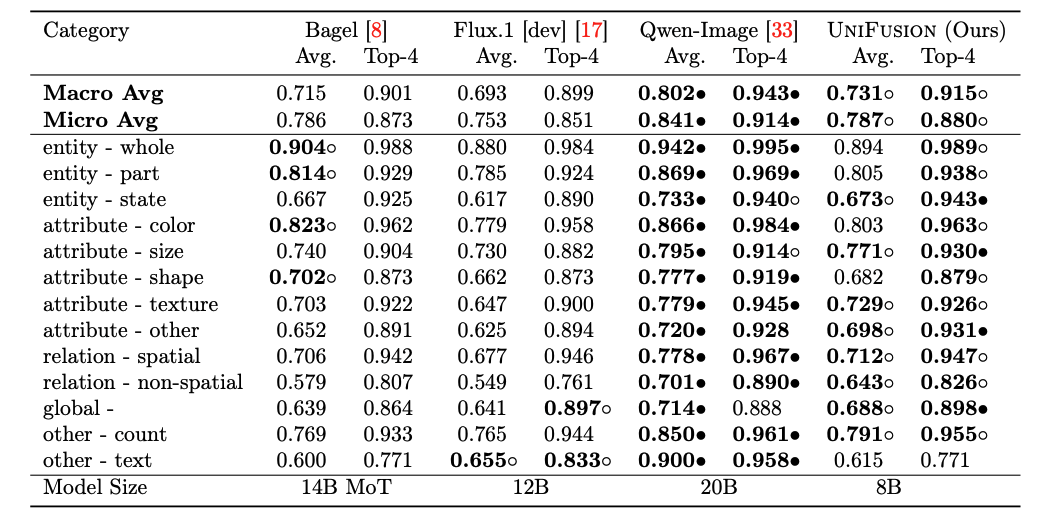 Category Bagel [8] Flux.1 [dev] [17] Qwen-Image [33] UNIFUSION (Ours)
Avg. Top-4 Avg. Top-4 Avg. Top-4 Avg. Top-4
Macro Avg 0.715 0.901 0.693 0.899 0.802● 0.943● 0.731○ 0.915○
Micro Avg 0.786 0.873 0.753 0.851 0.841● 0.914● 0.787○ 0.880○
entity - whole 0.904○ 0.988 0.880 0.984 0.942● 0.995● 0.894 0.989○
entity - part 0.814○ 0.929 0.785 0.924 0.869● 0.969● 0.805 0.938○
entity - state 0.667 0.925 0.617 0.890 0.733● 0.940○ 0.673○ 0.943●
attribute - color 0.823○ 0.962 0.779 0.958 0.866● 0.984● 0.803 0.963○
attribute - size 0.740 0.904 0.730 0.882 0.795● 0.914○ 0.771○ 0.930●
attribute - shape 0.702○ 0.873 0.662 0.873 0.777● 0.919● 0.682 0.879○
attribute - texture 0.703 0.922 0.647 0.900 0.779● 0.945● 0.729○ 0.926○
attribute - other 0.652 0.891 0.625 0.894 0.720● 0.928 0.698○ 0.931●
relation - spatial 0.706 0.942 0.677 0.946 0.778● 0.967● 0.712○ 0.947○
relation - non-spatial 0.579 0.807 0.549 0.761 0.701● 0.890● 0.643○ 0.826○
global - 0.639 0.864 0.641 0.897○ 0.714● 0.888 0.688○ 0.898●
other - count 0.769 0.933 0.765 0.944 0.850● 0.961● 0.791○ 0.955○
other - text 0.600 0.771 0.655○ 0.833○ 0.900● 0.958● 0.615 0.771
Model Size 14B MoT 12B 20B 8B